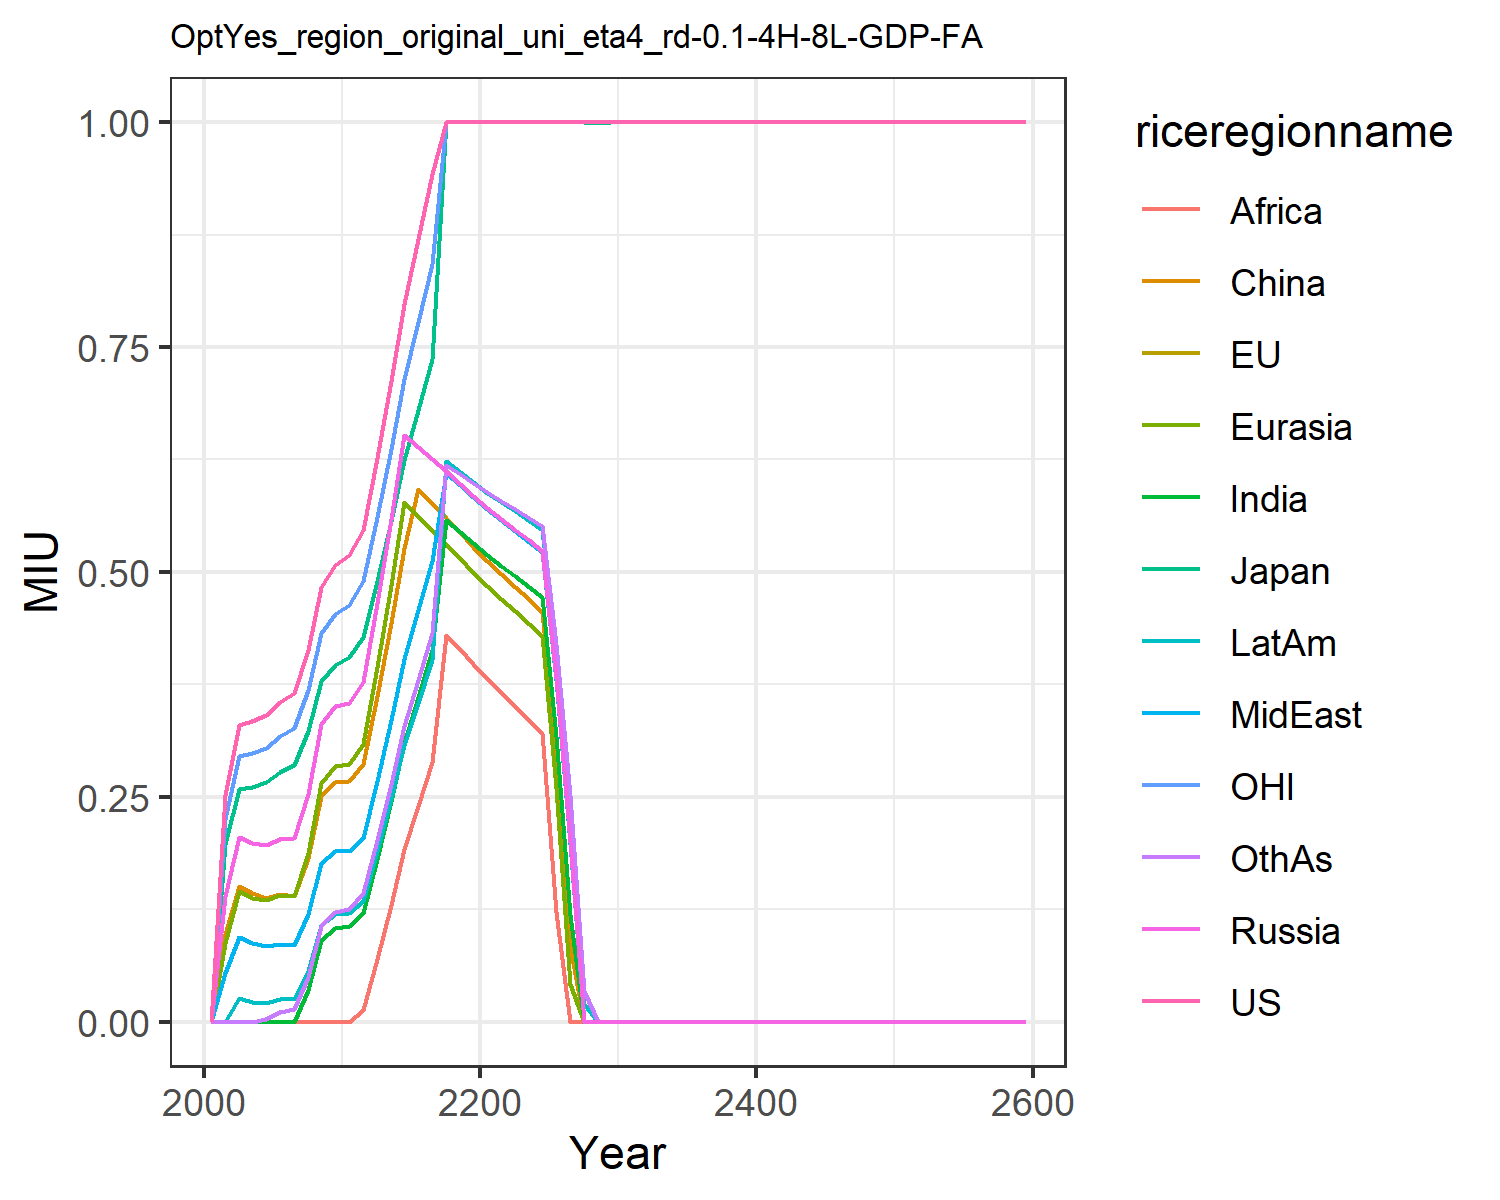 OptYes_region_original_uni_eta4_rd-0.1-4H-8L-GDP-FA
1.00
0.75
0.50
0.25
0.00
MIU
2000
2200
2400
2600
Year
riceregionname
Africa
China
EU
Eurasia
India
Japan
LatAm
MidEast
OHI
OthAs
Russia
US